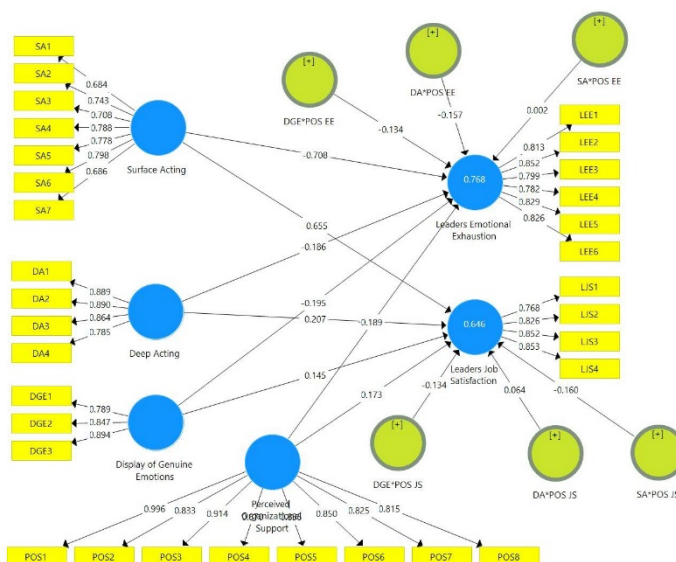 SA1
SA2
SA3
SA4
SA5
SA6
SA7
0.684
0.743
0.708
0.788
0.778
0.798
0.686
Surface Acting
[+]
DGE*POS EE
[+]
DA*POS EE
[+]
SA*POS EE
-0.134
-0.157
0.002
-0.708
0.655
-0.186
-0.195
0.207
0.189
0.145
0.173
0.768
Leaders Emotional
Exhaustion
0.813
0.852
0.799
0.782
0.829
0.826
LEE1
LEE2
LEE3
LEE4
LEE5
LEE6
DA1
DA2
DA3
DA4
0.889
0.890
0.864
0.785
Deep Acting
0.646
Leaders Job
Satisfaction
0.768
0.826
0.852
0.853
LJS1
LJS2
LJS3
LJS4
DGE1
DGE2
DGE3
0.789
0.847
0.894
Display of Genuine
Emotions
-0.134
0.064
-0.160
[+]
DGE*POS JS
[+]
DA*POS JS
[+]
SA*POS JS
Perceived
Organizational
Support
0.996
0.833
0.914
0.850
0.825
0.815
POS1
POS2
POS3
POS4
POS5
POS6
POS7
POS8